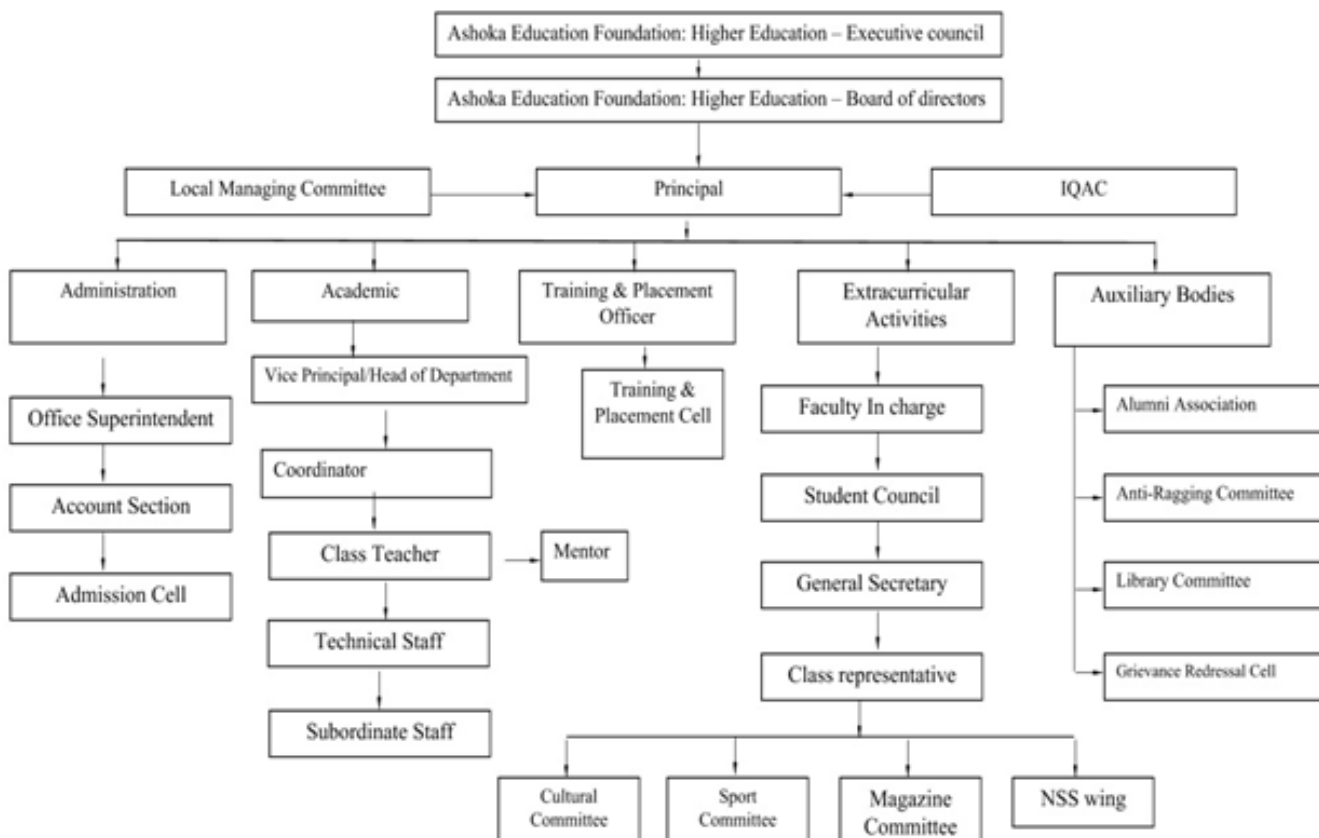 Ashoka Education Foundation: Higher Education – Executive council
Ashoka Education Foundation: Higher Education – Board of directors
Local Managing Committee
Principal
IQAC
Administration
Academic
Training & Placement
Officer
Extracurricular
Activities
Auxiliary Bodies
Vice Principal/Head of Department
Training &
Placement Cell
Office Superintendent
Faculty In charge
Alumni Association
Coordinator
Account Section
Student Council
Anti-Ragging Committee
Class Teacher
Mentor
Admission Cell
General Secretary
Library Committee
Technical Staff
Class representative
Grievance Redressal Cell
Subordinate Staff
Cultural
Committee
Sport
Committee
Magazine
Committee
NSS wing